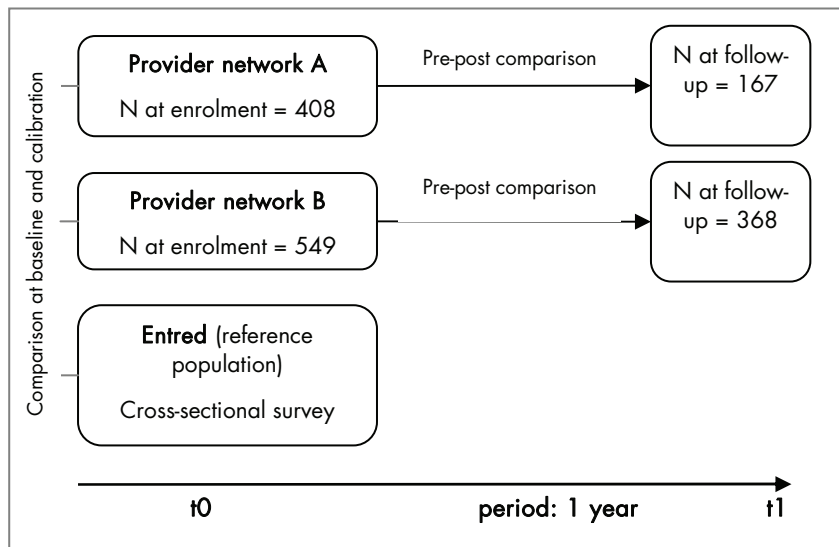 Comparison at baseline and calibration
Provider network A
N at enrolment = 408
Pre-post comparison
N at follow-
up = 167
Provider network B
N at enrolment = 549
Pre-post comparison
N at follow-
up = 368
Entred (reference
population)
Cross-sectional survey
t0
period: 1 year
t1